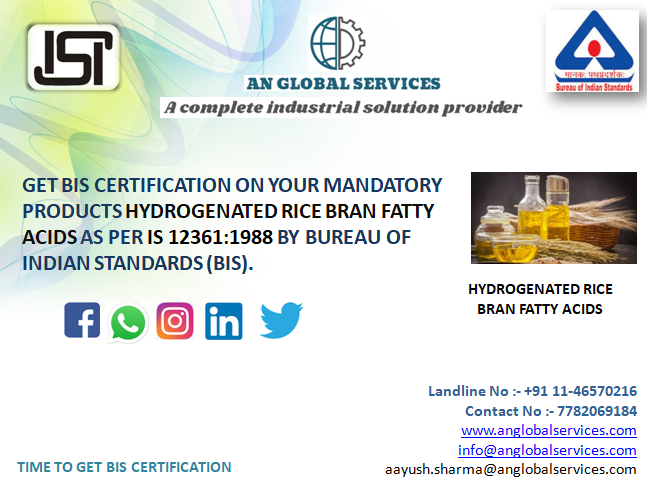 ISI
AN GLOBAL SERVICES
A complete industrial solution provider
मानकः पथप्रदर्शकः
Bureau of Indian Standards
GET BIS CERTIFICATION ON YOUR MANDATORY
PRODUCTS HYDROGENATED RICE BRAN FATTY
ACIDS AS PER IS 12361:1988 BY BUREAU OF
INDIAN STANDARDS (BIS).
HYDROGENATED RICE
BRAN FATTY ACIDS
Landline No :- +91 11-46570216
Contact No :- 7782069184
www.anglobalservices.com
info@anglobalservices.com
aayush.sharma@anglobalservices.com
TIME TO GET BIS CERTIFICATION